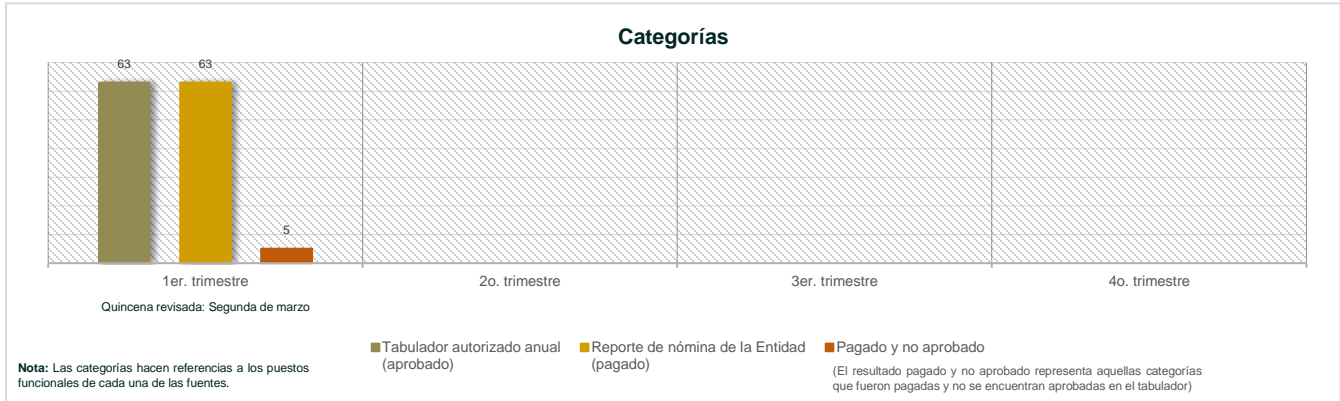 Categorías
63
63
5
1er. trimestre
2o. trimestre
3er. trimestre
4o. trimestre
Quincena revisada: Segunda de marzo
Tabulador autorizado anual
(aprobado)
Reporte de nómina de la Entidad
(pagado)
Pagado y no aprobado
(El resultado pagado y no aprobado representa aquellas categorías
que fueron pagadas y no se encuentran aprobadas en el tabulador)
Nota: Las categorías hacen referencias a los puestos
funcionales de cada una de las fuentes.